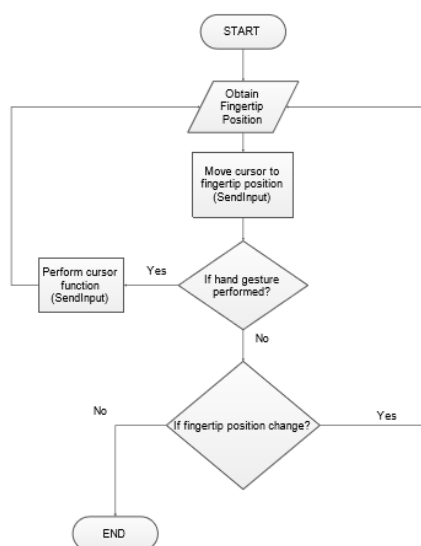 START
Obtain
Fingertip
Position
Move cursor to
fingertip position
(SendInput)
If hand gesture
performed?
Yes
Perform cursor
function
(SendInput)
No
If fingertip position change?
No
Yes
END